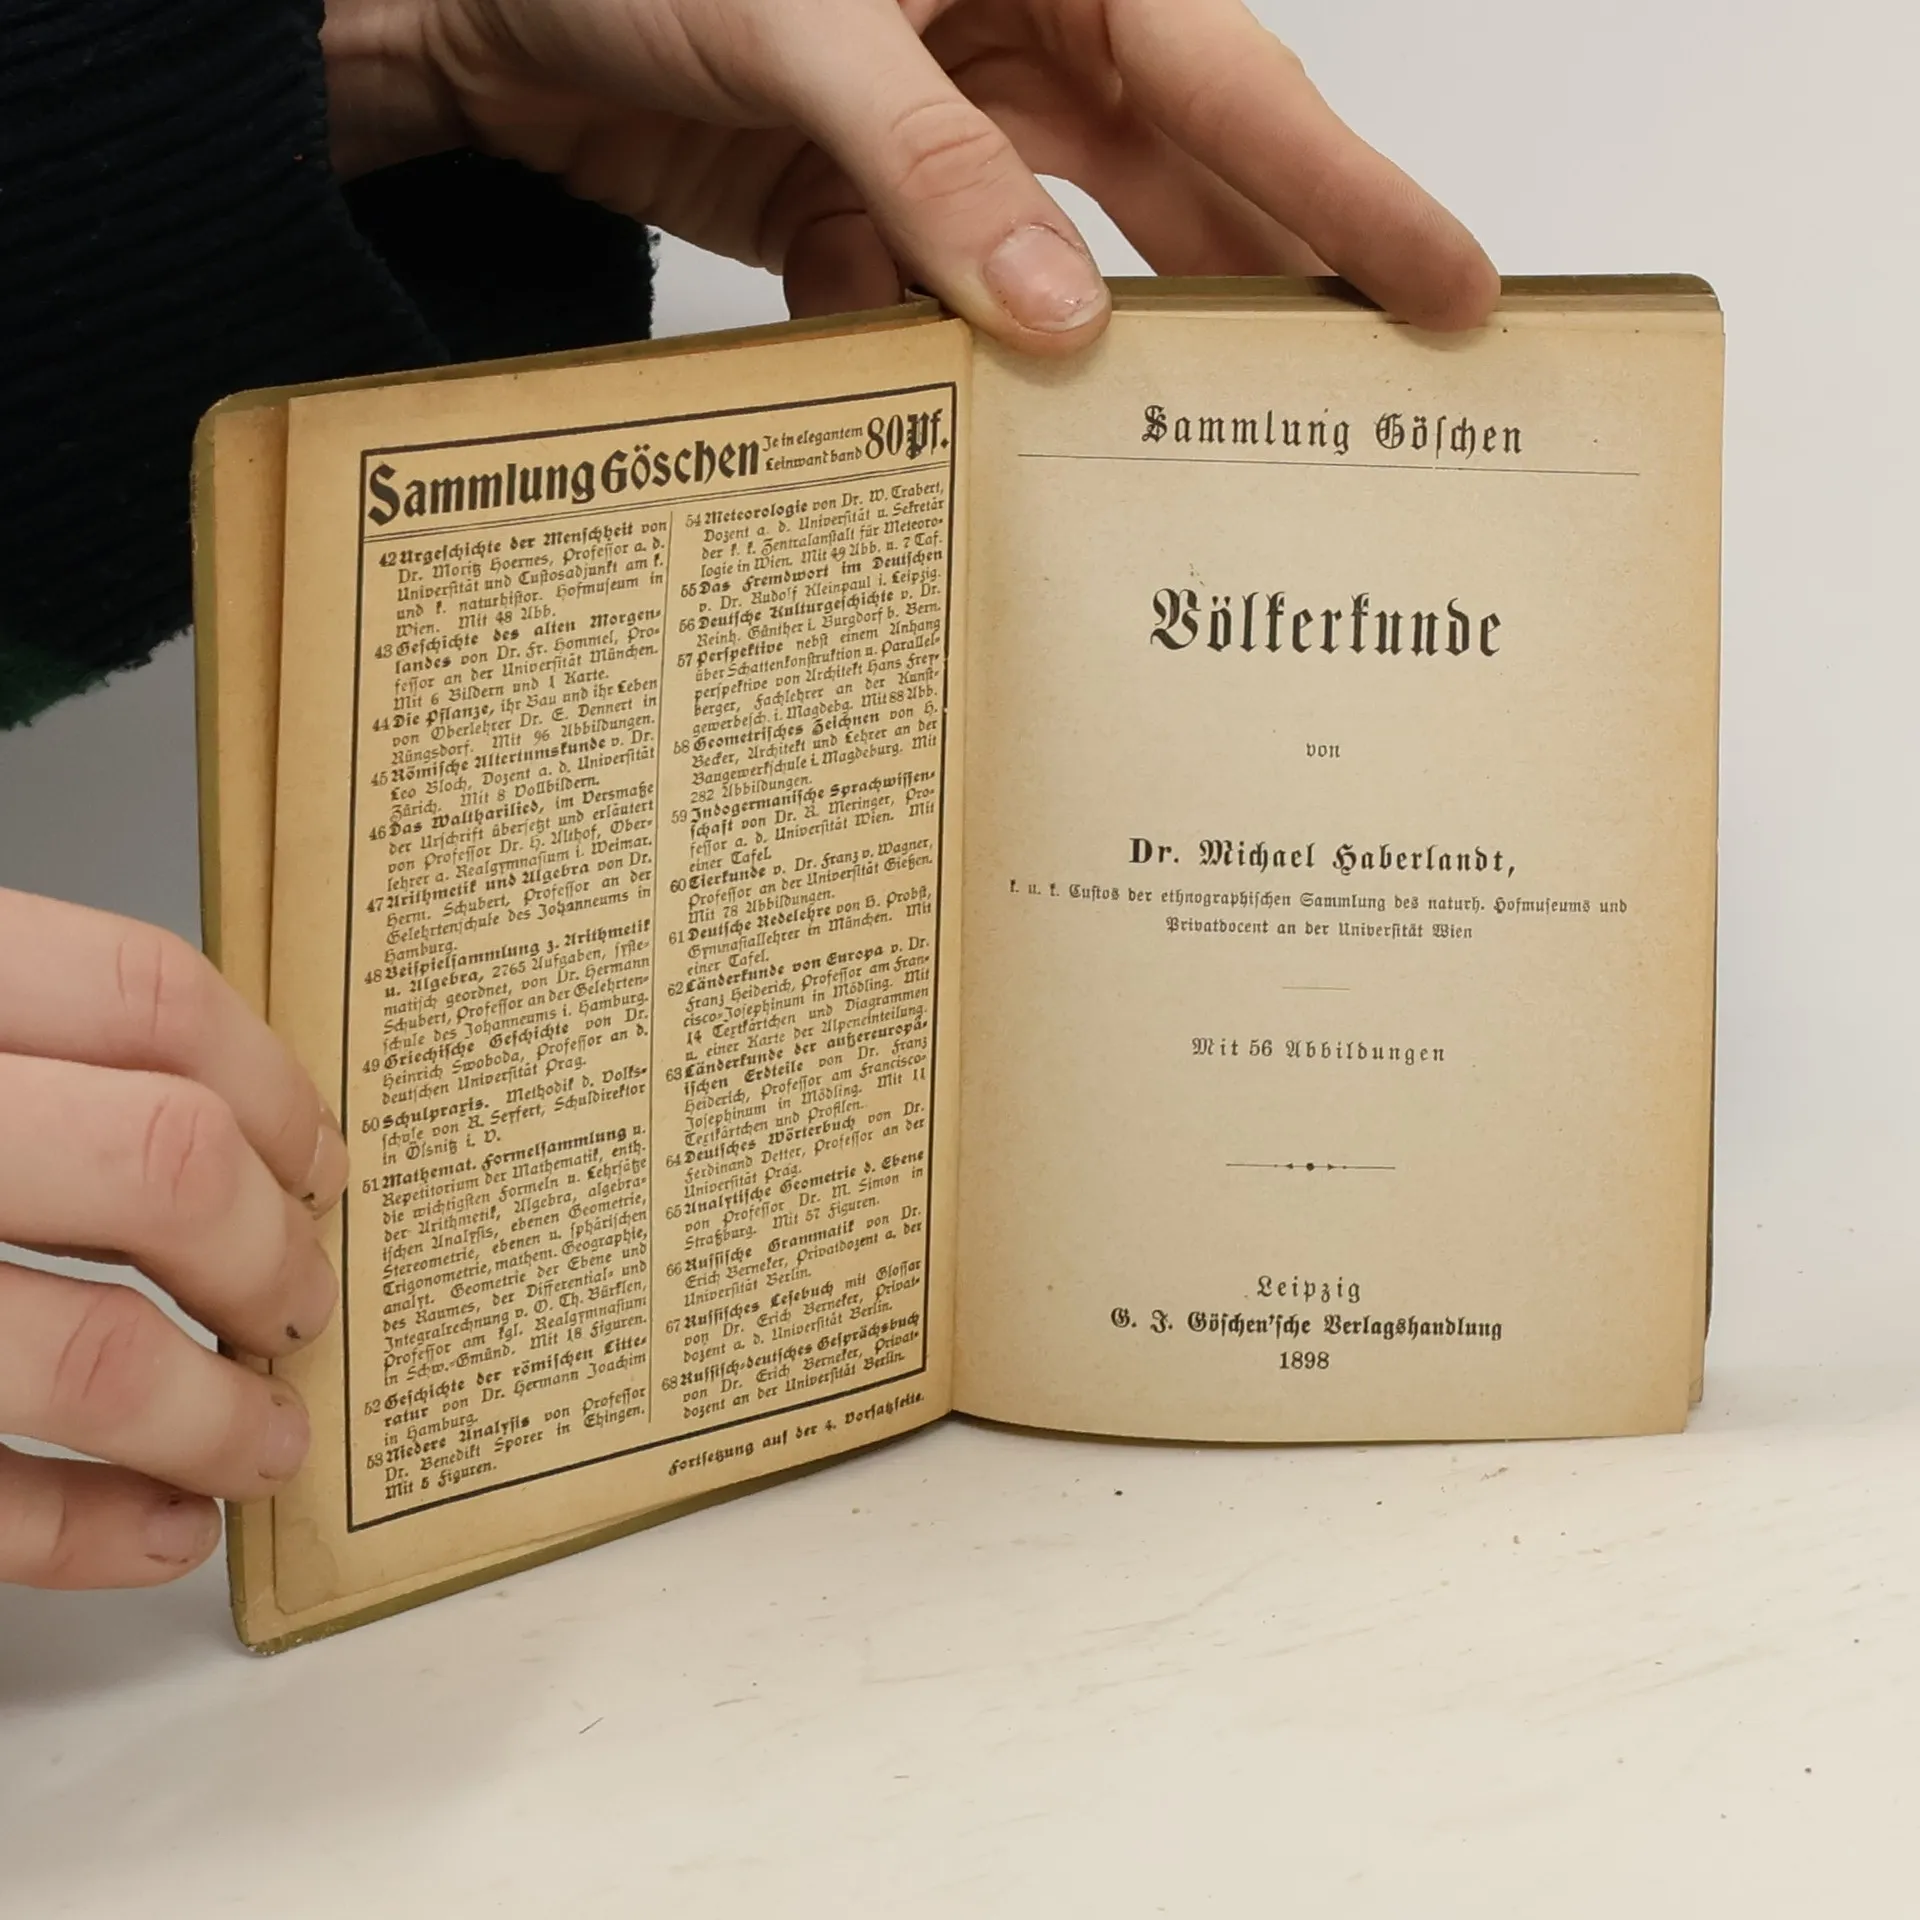 Sammlung Göschen Je in elegantem Leinwandband 80 Pf.
42 Urgeschichte der Menschheit von
Dr. Moritz Hoernes, Professor a. d.
Universität und Custosadjunkt am k.
und k. naturhistor. Hofmuseum in
Wien. Mit 48 Abb.
43 Geschichte des alten Morgen-
landes von Dr. Fr. Hommel, Pro-
fessor an der Universität München.
Mit 6 Bildern und 1 Karte.
44 Die Pflanze, ihr Bau und ihr Leben
von Oberlehrer Dr. E. Dennert in
Rüngsdorf. Mit 96 Abbildungen.
45 Römische Altertumskunde v. Dr.
Leo Bloch, Dozent a. d. Universität
Zürich. Mit 8 Vollbildern.
46 Das Waltharilied, im Versmaße
der Urschrift übersetzt und erläutert
von Professor Dr. H. Althof, Ober-
lehrer a. Realgymnasium i. Weimar.
47 Arithmetik und Algebra von Dr.
Herm. Schubert, Professor an der
Gelehrtenschule des Johanneums in
Hamburg.
48 Beispielsammlung z. Arithmetik
u. Algebra, 2765 Aufgaben, syste-
matisch geordnet, von Dr. Hermann
Schubert, Professor an der Gelehrten-
schule des Johanneums i. Hamburg.
49 Griechische Geschichte von Dr.
Heinrich Swoboda, Professor an d.
deutschen Universität Prag.
50 Schulpraxis. Methodik d. Volks-
schule von R. Seyfert, Schuldirektor
in Ölsnitz i. V.
51 Mathemat. Formelsammlung u.
Repetitorium der Mathematik, enth.
die wichtigsten Formeln u. Lehrsätze
der Arithmetik, Algebra, algebra-
ischen Analysis, ebenen Geometrie,
Stereometrie, ebenen u. sphärischen
Trigonometrie, mathem. Geographie,
analyt. Geometrie der Ebene und
des Raumes, der Differential- und
Integralrechnung v. O. Th. Bürklen,
Professor am kgl. Realgymnasium
in Schw.-Gmünd. Mit 18 Figuren.
52 Geschichte der römischen Litte-
ratur von Dr. Hermann Joachim
in Hamburg.
53 Niedere Analysis von Professor
Dr. Benedikt Sporer in Ehingen.
Mit 5 Figuren.
54 Meteorologie von Dr. W. Trabert,
Dozent a. d. Universität u. Sekretär
der k. k. Zentralanstalt für Meteoro-
logie in Wien. Mit 49 Abb. u. 7 Taf.
55 Das Fremdwort im Deutschen
v. Dr. Rudolf Kleinpaul i. Leipzig.
56 Deutsche Kulturgeschichte v. Dr.
Reinh. Günther i. Burgdorf b. Bern.
57 Perspektive nebst einem Anhang
über Schattenkonstruktion u. Parallel-
perspektive von Architekt Hans Frey-
berger, Fachlehrer an der Kunst-
gewerbesch. i. Magdebg. Mit 88 Abb.
58 Geometrisches Zeichnen von H.
Becker, Architekt und Lehrer an der
Baugewerkschule i. Magdeburg. Mit
282 Abbildungen.
59 Indogermanische Sprachwissen-
schaft von Dr. R. Meringer, Pro-
fessor a. d. Universität Wien. Mit
einer Tafel.
60 Tierkunde v. Dr. Franz v. Wagner,
Professor an der Universität Gießen.
Mit 78 Abbildungen.
61 Deutsche Redelehre von H. Probst,
Gymnasiallehrer in München. Mit
einer Tafel.
62 Länderkunde von Europa v. Dr.
Franz Heiderich, Professor am Fran-
cisco-Josephinum in Mödling. Mit
14 Textkärtchen und Diagrammen
u. einer Karte der Alpeneinteilung.
63 Länderkunde der außereuropä-
ischen Erdteile von Dr. Franz
Heiderich, Professor am Francisco-
Josephinum in Mödling. Mit 11
Textkärtchen und Profilen.
64 Deutsches Wörterbuch von Dr.
Ferdinand Detter, Professor an der
Universität Prag.
65 Analytische Geometrie d. Ebene
von Professor Dr. M. Simon in
Straßburg. Mit 57 Figuren.
66 Russische Grammatik von Dr.
Erich Berneker, Privatdozent a. der
Universität Berlin.
67 Russisches Lesebuch mit Glossar
von Dr. Erich Berneker, Privat-
dozent a. d. Universität Berlin.
68 Russisch-deutsches Gesprächsbuch
von Dr. Erich Berneker, Privat-
dozent an der Universität Berlin.
Fortsetzung auf der 4. Vorsatzseite.
Sammlung Göschen
Völkerkunde
von
Dr. Michael Haberlandt,
k. u. k. Custos der ethnographischen Sammlung des naturh. Hofmuseums und
Privatdocent an der Universität Wien
Mit 56 Abbildungen
Leipzig
G. J. Göschen'sche Verlagshandlung
1898